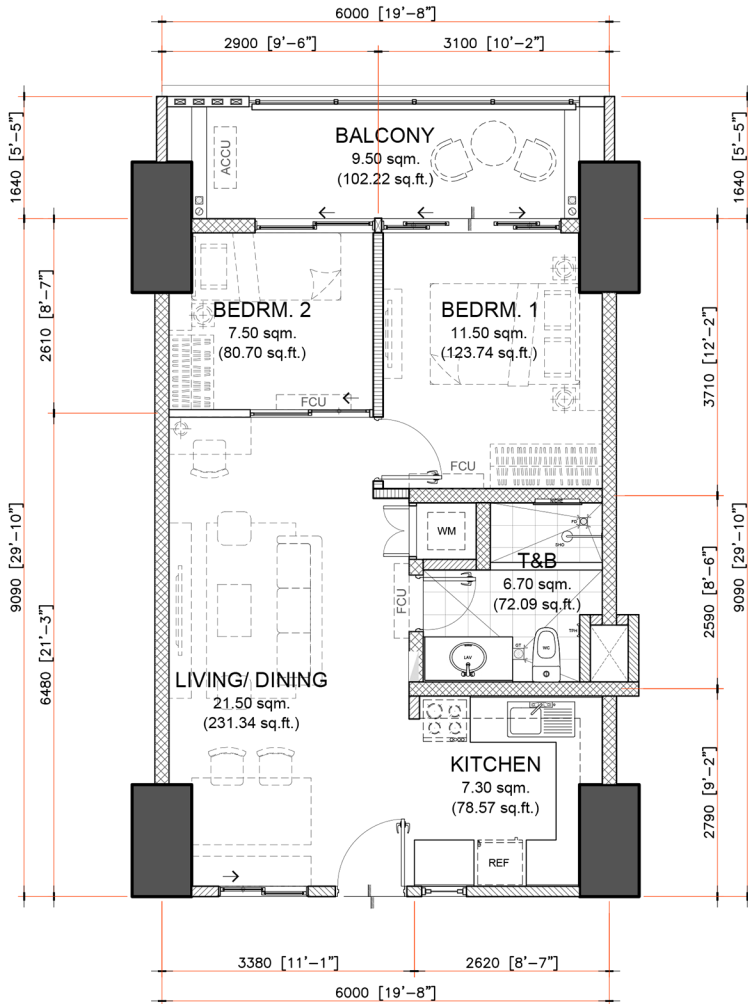 6000 [19'-8"]
2900 [9'-6"]
3100 [10'-2"]
1640 [5'-5"]
1640 [5'-5"]
BALCONY
9.50 sqm.
(102.22 sq.ft.)
ACCU
2610 [8'-7"]
BEDRM. 2
7.50 sqm.
(80.70 sq.ft.)
BEDRM. 1
11.50 sqm.
(123.74 sq.ft.)
3710 [12'-2"]
FCU
FCU
9090 [29'-10"]
9090 [29'-10"]
WM
FD
SHO
T&B
6.70 sqm.
(72.09 sq.ft.)
2590 [8'-6"]
FCU
TPH
LAV
WC
6480 [21'-3"]
LIVING/ DINING
21.50 sqm.
(231.34 sq.ft.)
KITCHEN
7.30 sqm.
(78.57 sq.ft.)
2790 [9'-2"]
REF
3380 [11'-1"]
2620 [8'-7"]
6000 [19'-8"]